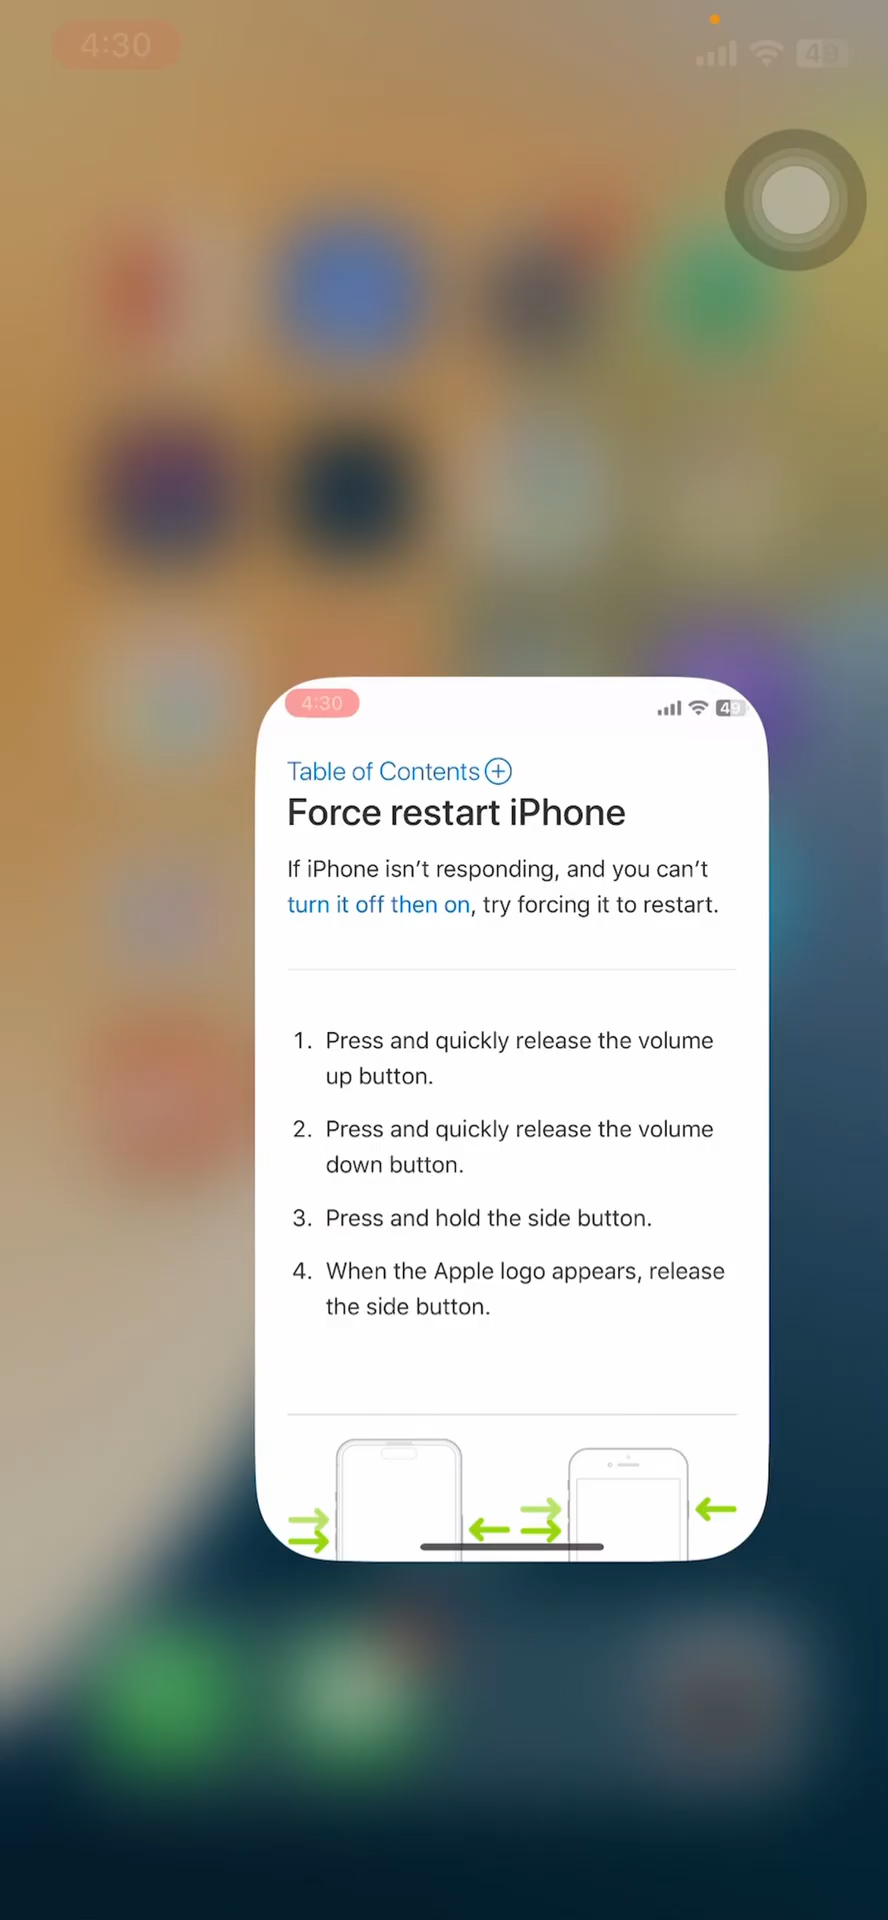 4:30
49
4:30
49
Table of Contents
Force restart iPhone
If iPhone isn't responding, and you can't
turn it off then on, try forcing it to restart.
1. Press and quickly release the volume
up button.
2. Press and quickly release the volume
down button.
3. Press and hold the side button.
4. When the Apple logo appears, release
the side button.